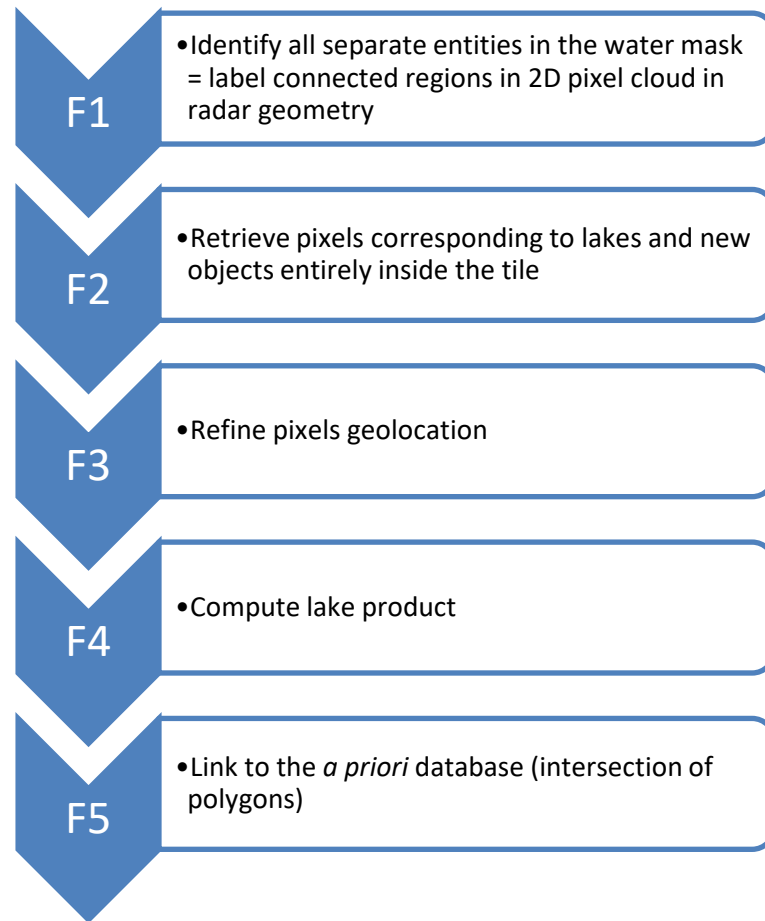 F1
•Identify all separate entities in the water mask
= label connected regions in 2D pixel cloud in
radar geometry
F2
•Retrieve pixels corresponding to lakes and new
objects entirely inside the tile
F3
•Refine pixels geolocation
F4
•Compute lake product
F5
•Link to the a priori database (intersection of
polygons)